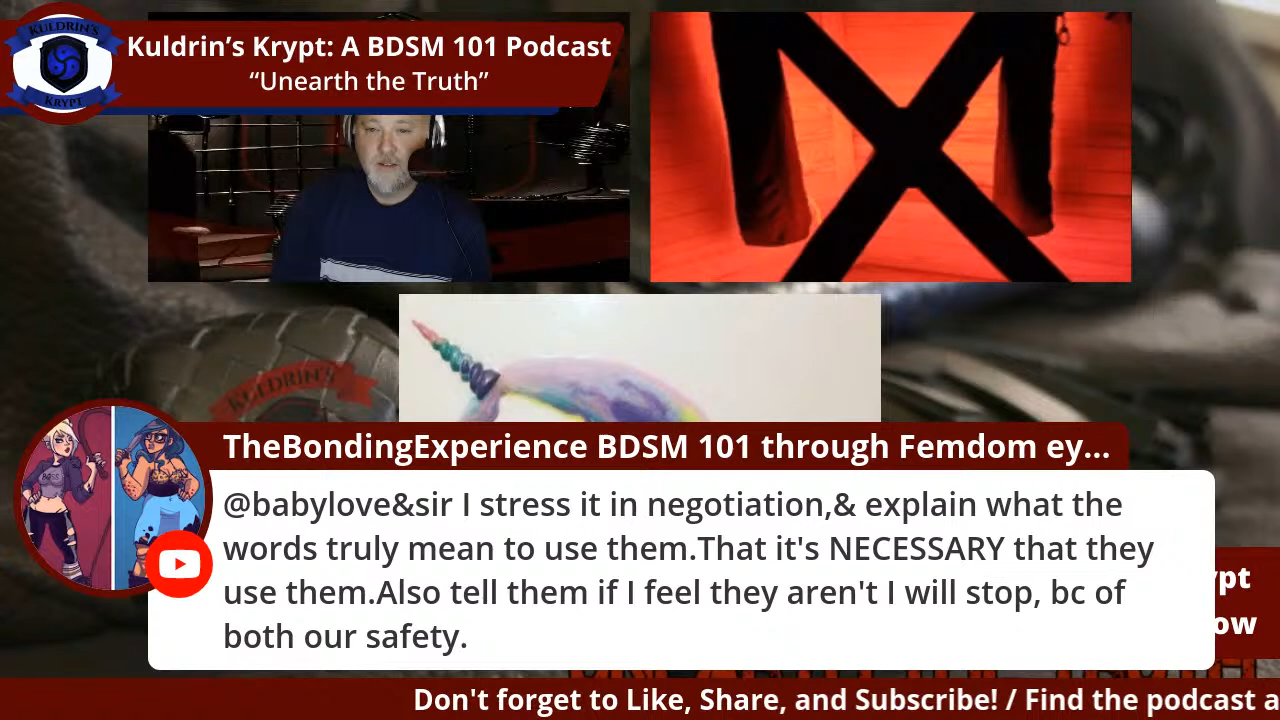 KULDRIN'S
KRYPT
Kuldrin's Krypt: A BDSM 101 Podcast
“Unearth the Truth”
KULDRIN'S
TheBondingExperience BDSM 101 through Femdom ey...
@babylove&sir I stress it in negotiation,& explain what the
words truly mean to use them.That it's NECESSARY that they
use them.Also tell them if I feel they aren't I will stop, bc of
both our safety.
ypt
ow
Don't forget to Like, Share, and Subscribe! / Find the podcast a